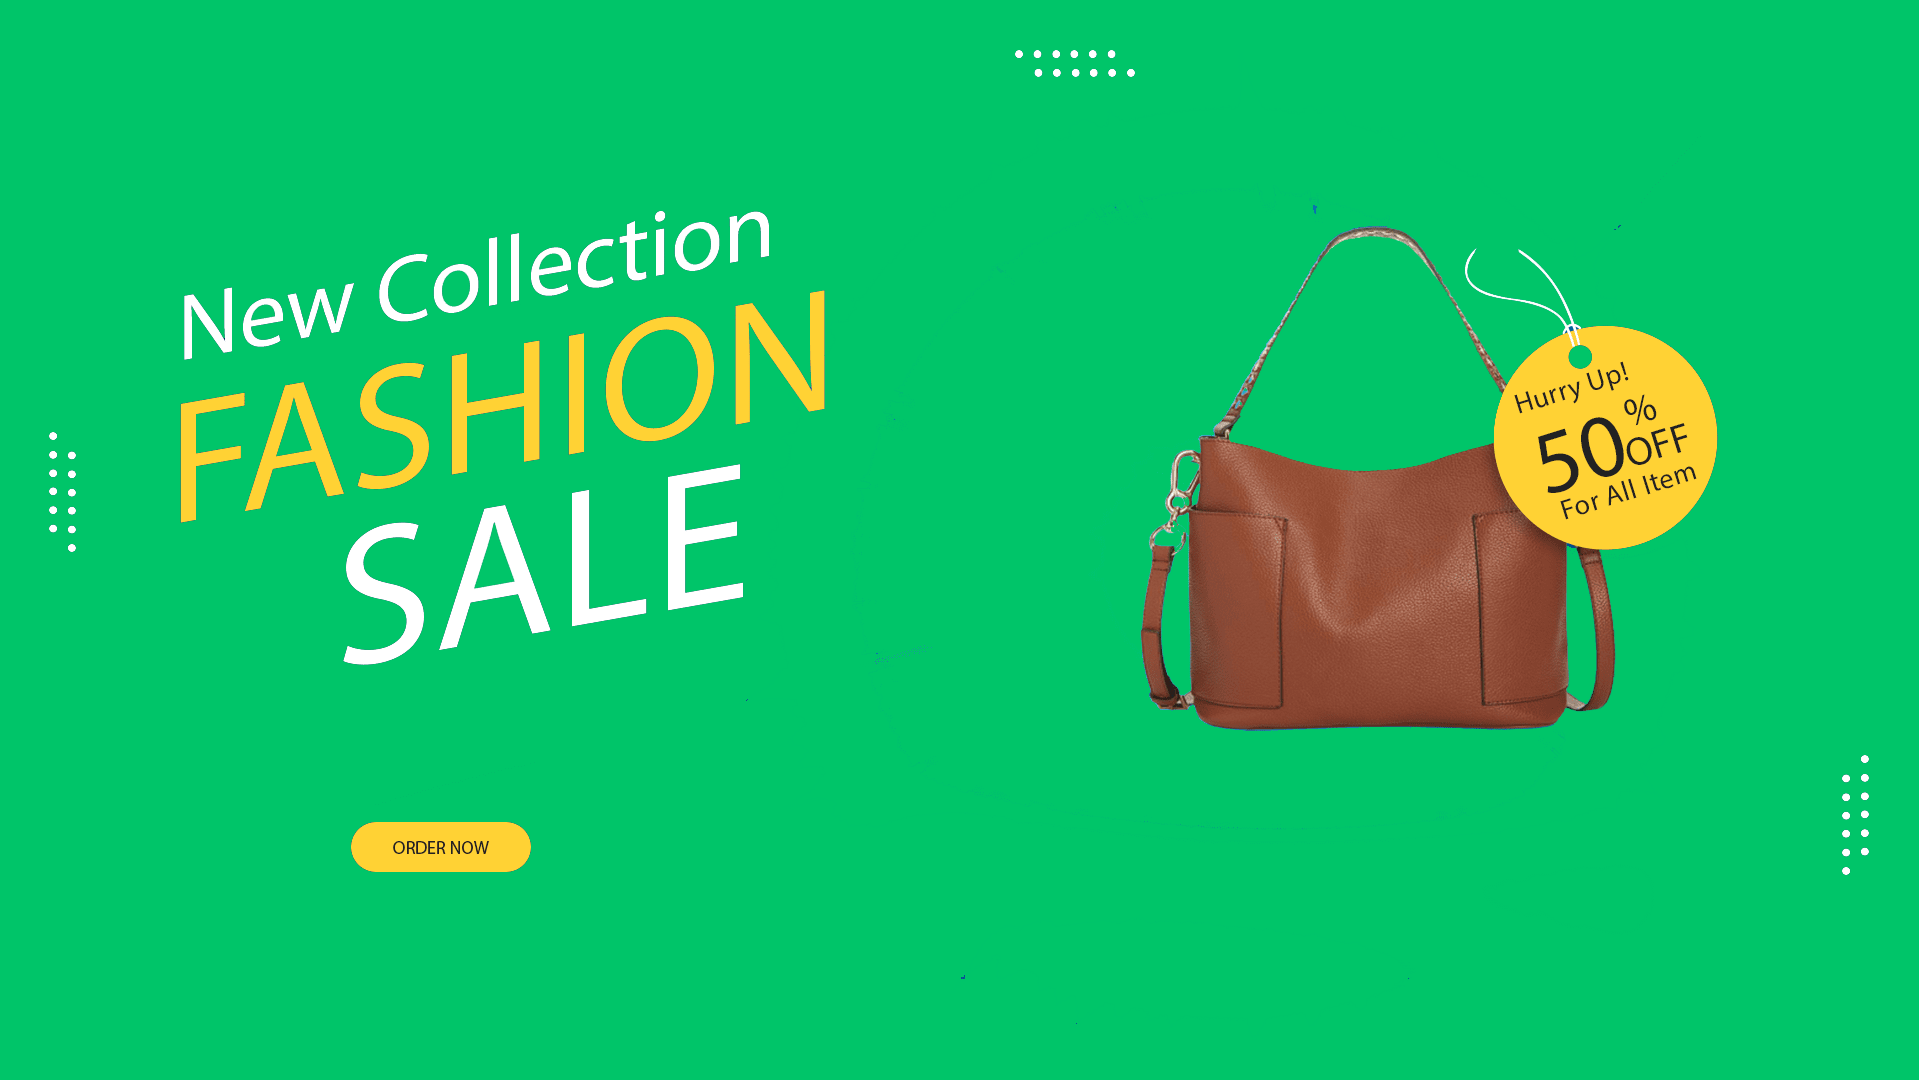 New Collection
FASHION
SALE
ORDER NOW
Hurry Up!
50% OFF
For All Item